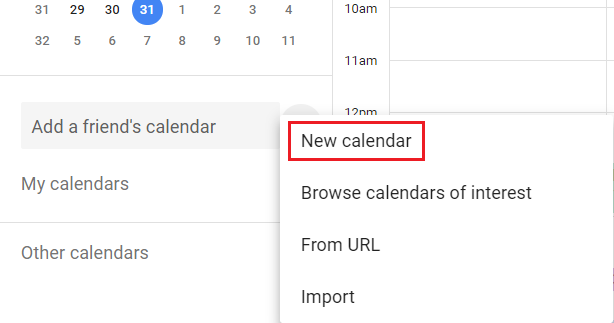 31 29 30 31 1 2 3 4
32 5 6 7 8 9 10 11
10am
11am
12pm
Add a friend's calendar
My calendars
Other calendars
New calendar
Browse calendars of interest
From URL
Import